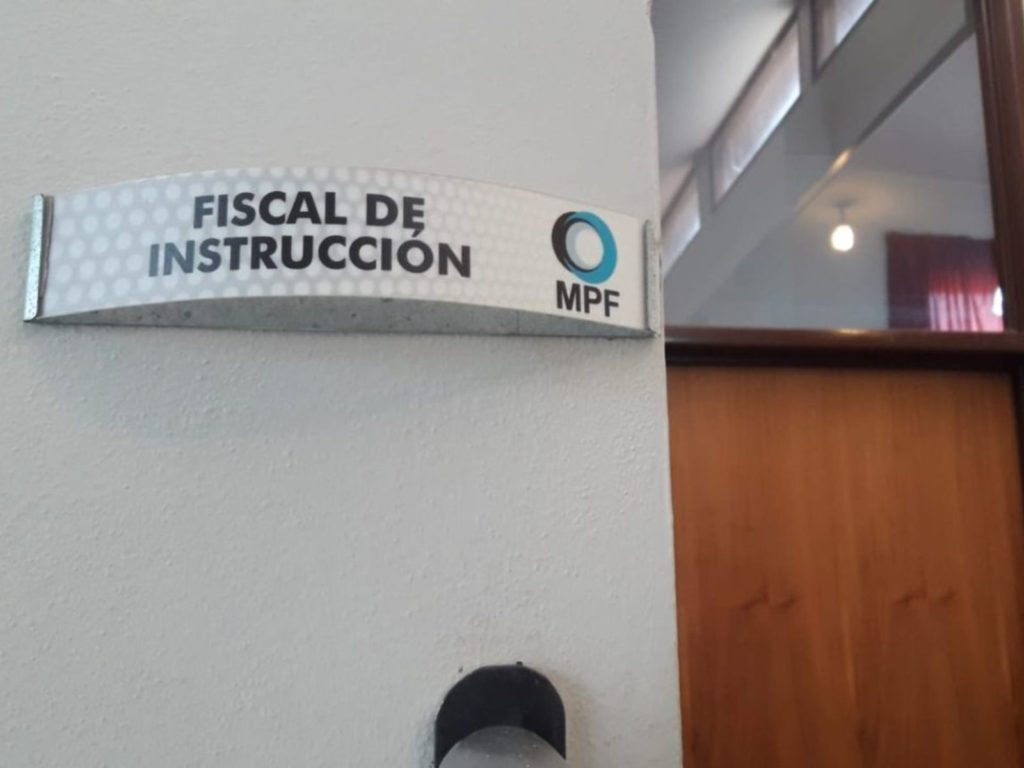 FISCAL DE
INSTRUCCIÓN
MPF